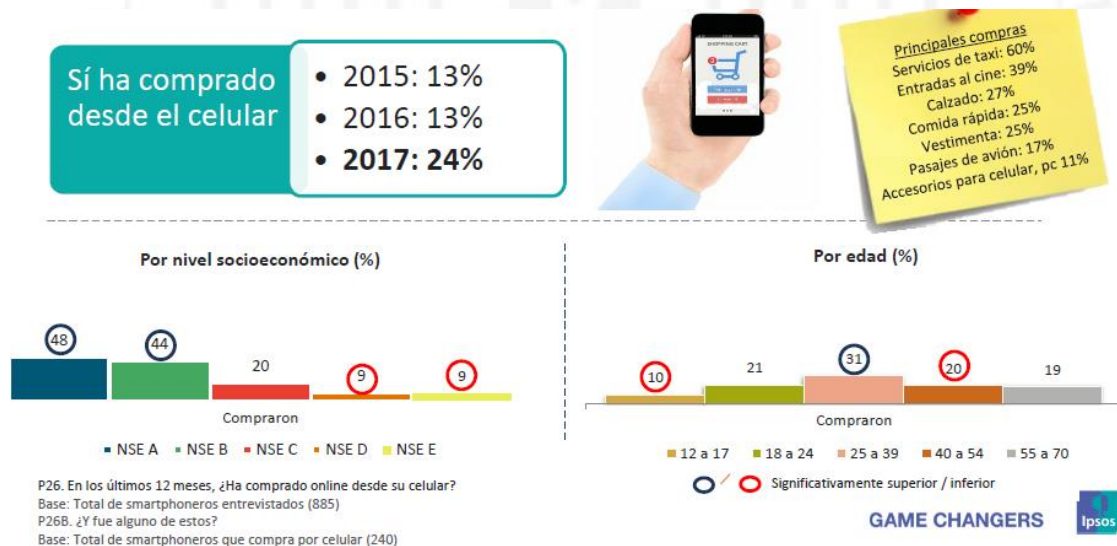 Sí ha comprado
desde el celular
• 2015: 13%
• 2016: 13%
• 2017: 24%
SHOPPING CART
3
Principales compras
Servicios de taxi: 60%
Entradas al cine: 39%
Calzado: 27%
Comida rápida: 25%
Vestimenta: 25%
Pasajes de avión: 17%
Accesorios para celular, pc 11%
Por nivel socioeconómico (%)
48
44
20
9
9
Compraron
NSE A NSE B NSE C NSE D NSE E
Por edad (%)
10
21
31
20
19
Compraron
12 a 17 18 a 24 25 a 39 40 a 54 55 a 70
/ Significativamente superior / inferior
P26. En los últimos 12 meses, ¿Ha comprado online desde su celular?
Base: Total de smartphoneros entrevistados (885)
P26B. ¿Y fue alguno de estos?
Base: Total de smartphoneros que compra por celular (240)
GAME CHANGERS
Ipsos